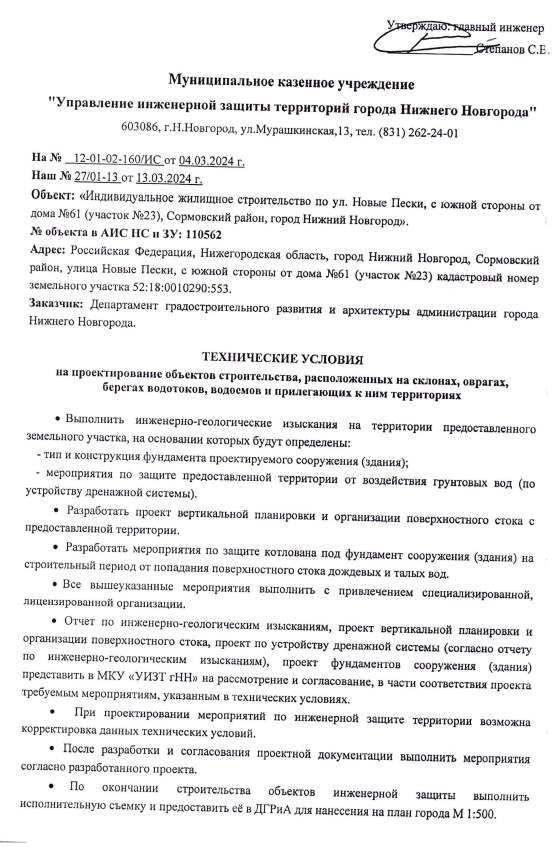 Утверждаю: главный инженер
Степанов С.Е.
Муниципальное казенное учреждение
"Управление инженерной защиты территорий города Нижнего Новгорода"
603086, г.Н.Новгород, ул.Мурашкинская,13, тел. (831) 262-24-01
На № 12-01-02-160/ИС от 04.03.2024 г.
Наш № 27/01-13 от 13.03.2024 г.
Объект: «Индивидуальное жилищное строительство по ул. Новые Пески, с южной стороны от
дома №61 (участок №23), Сормовский район, город Нижний Новгород».
№ объекта в АИС НС и ЗУ: 110562
Адрес: Российская Федерация, Нижегородская область, город Нижний Новгород, Сормовский
район, улица Новые Пески, с южной стороны от дома №61 (участок №23) кадастровый номер
земельного участка 52:18:0010290:553.
Заказчик: Департамент градостроительного развития и архитектуры администрации города
Нижнего Новгорода.
ТЕХНИЧЕСКИЕ УСЛОВИЯ
на проектирование объектов строительства, расположенных на склонах, оврагах,
берегах водотоков, водоемов и прилегающих к ним территориях
• Выполнить инженерно-геологические изыскания на территории предоставленного
земельного участка, на основании которых будут определены:
- тип и конструкция фундамента проектируемого сооружения (здания);
- мероприятия по защите предоставленной территории от воздействия грунтовых вод (по
устройству дренажной системы).
• Разработать проект вертикальной планировки и организации поверхностного стока с
предоставленной территории.
• Разработать мероприятия по защите котлована под фундамент сооружения (здания) на
строительный период от попадания поверхностного стока дождевых и талых вод.
• Все вышеуказанные мероприятия выполнить с привлечением специализированной,
лицензированной организации.
• Отчет по инженерно-геологическим изысканиям, проект вертикальной планировки и
организации поверхностного стока, проект по устройству дренажной системы (согласно отчету
по инженерно-геологическим изысканиям), проект фундаментов сооружения (здания)
представить в МКУ «УИЗТ гНН» на рассмотрение и согласование, в части соответствия проекта
требуемым мероприятиям, указанным в технических условиях.
• При проектировании мероприятий по инженерной защите территории возможна
корректировка данных технических условий.
• После разработки и согласования проектной документации выполнить мероприятия
согласно разработанного проекта.
• По окончании строительства объектов инженерной защиты выполнить
исполнительную съемку и предоставить её в ДГРиА для нанесения на план города М 1:500.